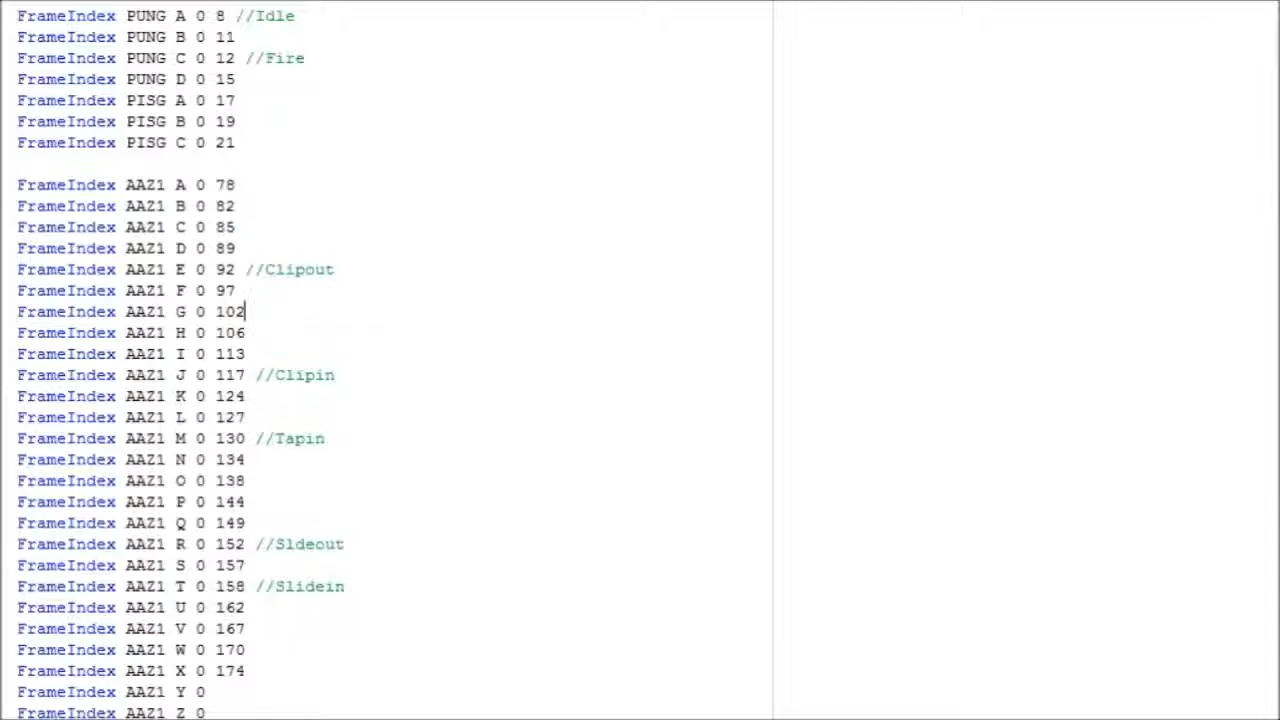 FrameIndex PUNG A 0 8 //Idle
FrameIndex PUNG B 0 11
FrameIndex PUNG C 0 12 //Fire
FrameIndex PUNG D 0 15
FrameIndex PISG A 0 17
FrameIndex PISG B 0 19
FrameIndex PISG C 0 21
FrameIndex AAZ1 A 0 78
FrameIndex AAZ1 B 0 82
FrameIndex AAZ1 C 0 85
FrameIndex AAZ1 D 0 89
FrameIndex AAZ1 E 0 92 //Clipout
FrameIndex AAZ1 F 0 97
FrameIndex AAZ1 G 0 102
FrameIndex AAZ1 H 0 106
FrameIndex AAZ1 I 0 113
FrameIndex AAZ1 J 0 117 //Clipin
FrameIndex AAZ1 K 0 124
FrameIndex AAZ1 L 0 127
FrameIndex AAZ1 M 0 130 //Tapin
FrameIndex AAZ1 N 0 134
FrameIndex AAZ1 O 0 138
FrameIndex AAZ1 P 0 144
FrameIndex AAZ1 Q 0 149
FrameIndex AAZ1 R 0 152 //Sldeout
FrameIndex AAZ1 S 0 157
FrameIndex AAZ1 T 0 158 //Slidein
FrameIndex AAZ1 U 0 162
FrameIndex AAZ1 V 0 167
FrameIndex AAZ1 W 0 170
FrameIndex AAZ1 X 0 174
FrameIndex AAZ1 Y 0
FrameIndex AAZ1 Z 0